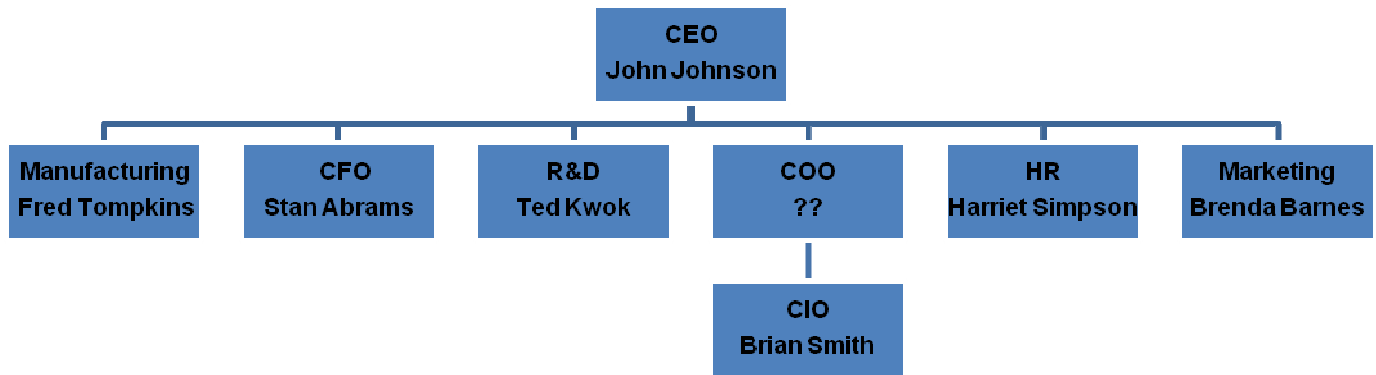 CEO
John Johnson
Manufacturing
Fred Tompkins
CFO
Stan Abrams
R&D
Ted Kwok
COO
??
HR
Harriet Simpson
Marketing
Brenda Barnes
CIO
Brian Smith